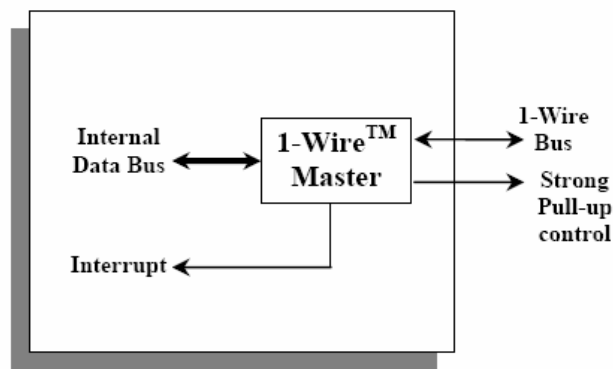 Internal
Data Bus
1-Wire™
Master
1-Wire
Bus
Strong
Pull-up
control
Interrupt